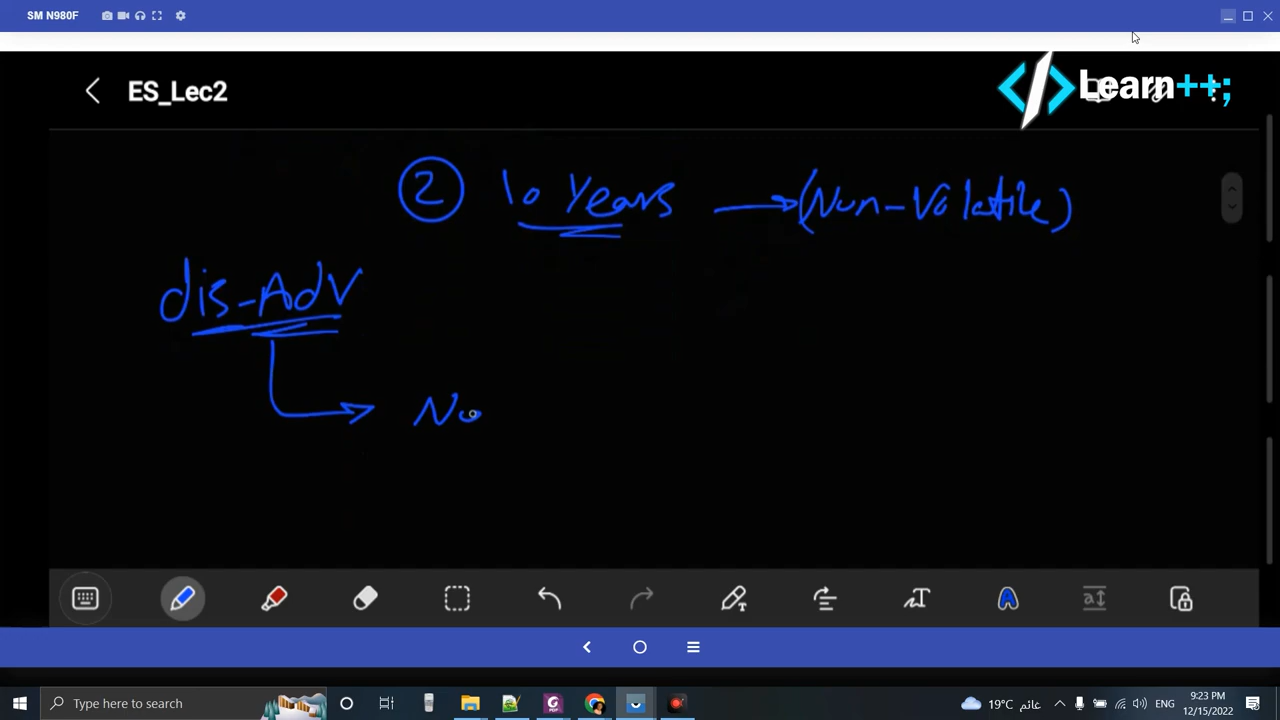 SM N980F
ES_Lec2
</> Learn++;
2 10 Years → (Non-Volatile)
dis-Adv
No
Type here to search
19°C غائم
ENG
9:23 PM
12/15/2022